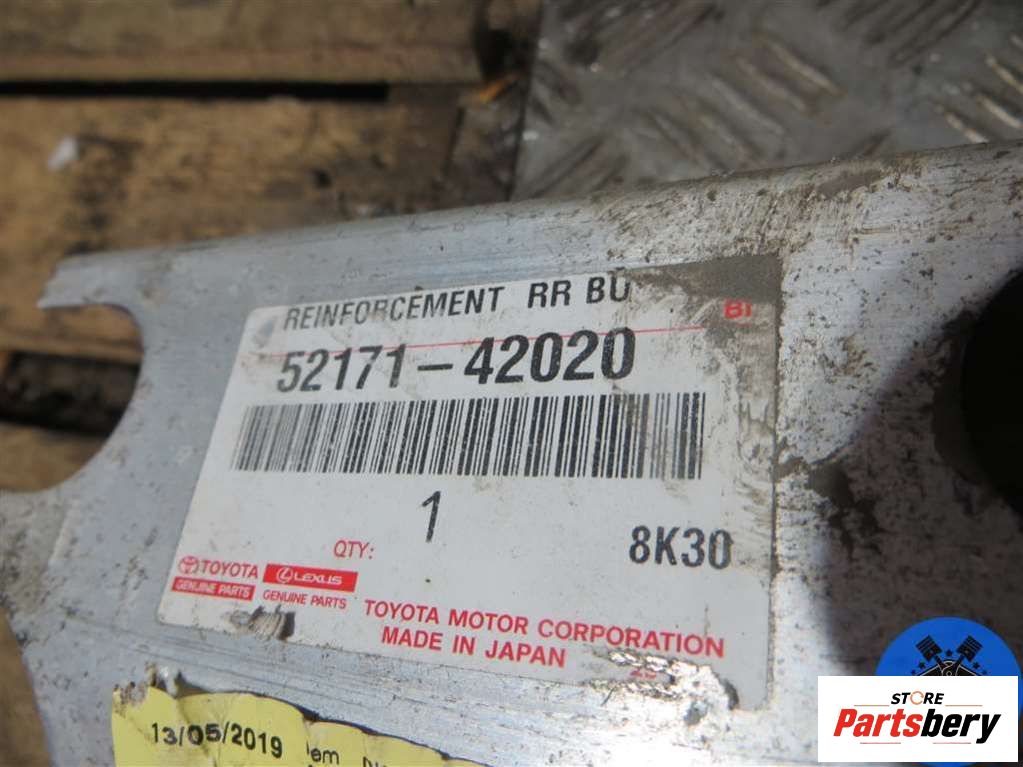 REINFORCEMENT RR BU
52171-42020
1
QTY:
8K30
TOYOTA
GENUINE PARTS
LEXUS
GENUINE PARTS
TOYOTA MOTOR CORPORATION
MADE IN JAPAN
13/05/2019
STORE
Partsbery